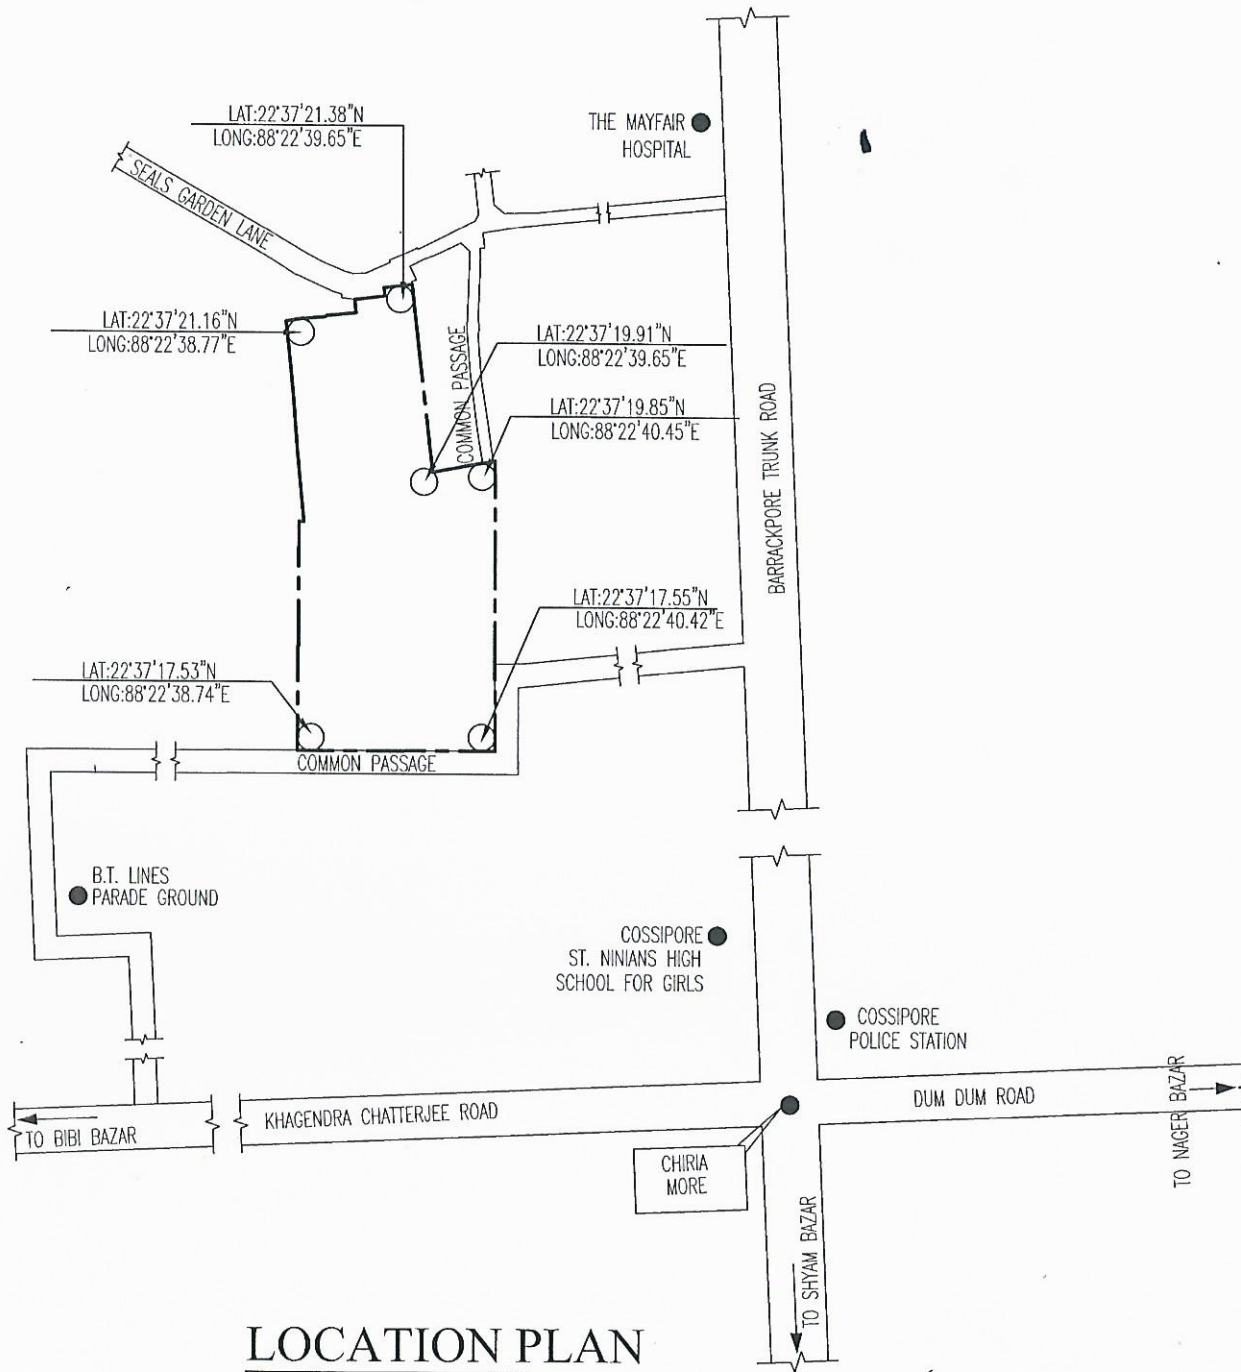 LAT:22°37'21.38"N
LONG:88°22'39.65"E
THE MAYFAIR
HOSPITAL
SEALS GARDEN LANE
LAT:22°37'21.16"N
LONG:88°22'38.77"E
COMMON PASSAGE
LAT:22°37'19.91"N
LONG:88°22'39.65"E
LAT:22°37'19.85"N
LONG:88°22'40.45"E
BARRACKPORE TRUNK ROAD
LAT:22°37'17.55"N
LONG:88°22'40.42"E
LAT:22°37'17.53"N
LONG:88°22'38.74"E
COMMON PASSAGE
B.T. LINES
PARADE GROUND
COSSIPORE
ST. NINIANS HIGH
SCHOOL FOR GIRLS
COSSIPORE
POLICE STATION
KHAGENDRA CHATTERJEE ROAD
DUM DUM ROAD
TO NAGER BAZAR
TO BIBI BAZAR
CHIRIA
MORE
TO SHYAM BAZAR
LOCATION PLAN